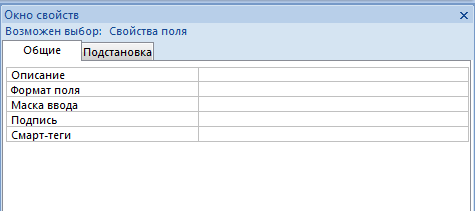 Окно свойств
Возможен выбор: Свойства поля
Общие Подстановка
Описание
Формат поля
Маска ввода
Подпись
Смарт-теги